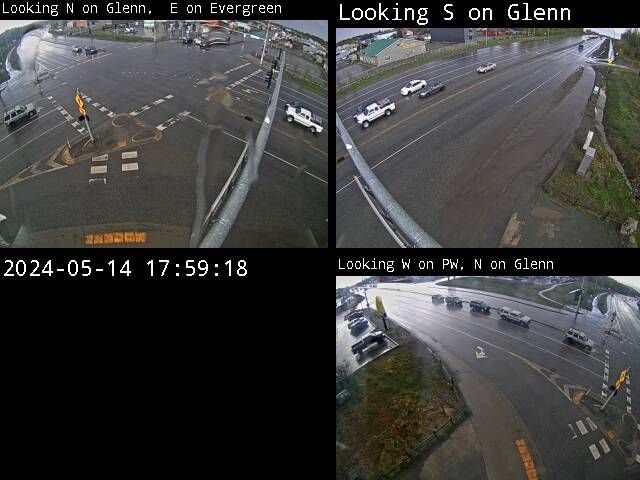 Looking N on Glenn,  E on Evergreen
Looking S on Glenn
2024-05-14 17:59:18
Looking W on PW, N on Glenn